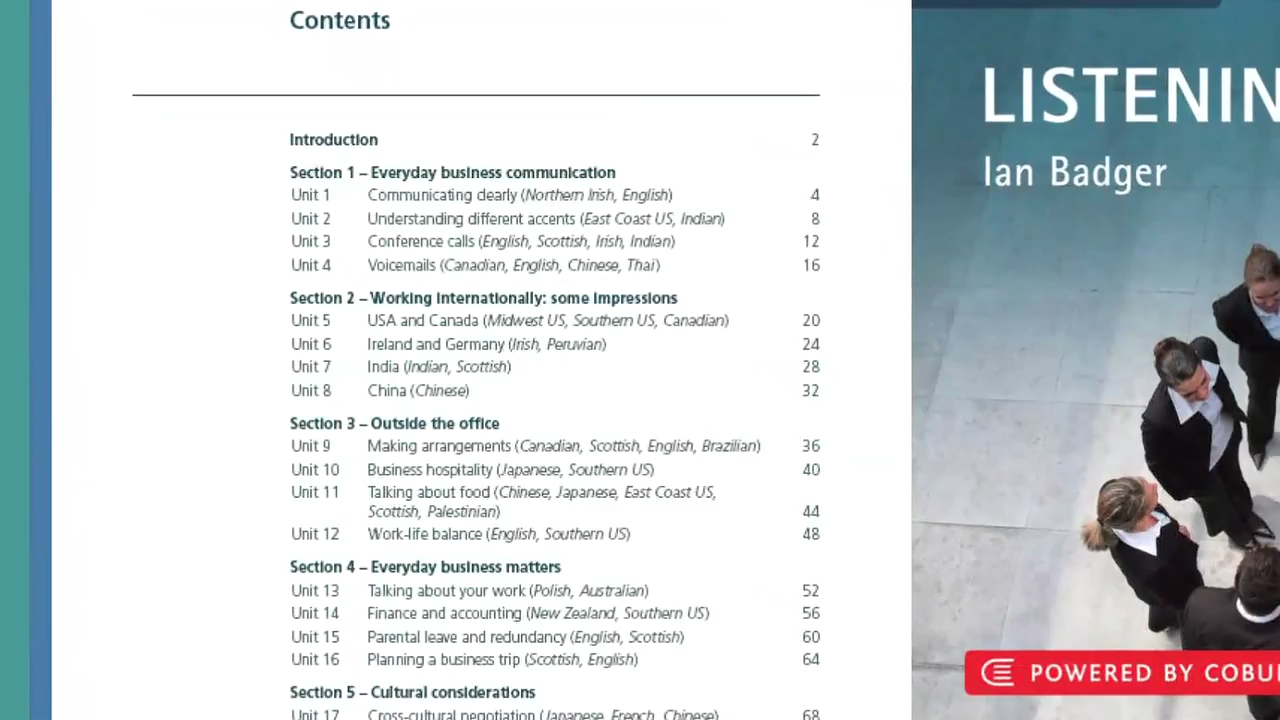 Contents
Introduction 2
Section 1 – Everyday business communication
Unit 1 Communicating clearly (Northern Irish, English) 4
Unit 2 Understanding different accents (East Coast US, Indian) 8
Unit 3 Conference calls (English, Scottish, Irish, Indian) 12
Unit 4 Voicemails (Canadian, English, Chinese, Thai) 16
Section 2 – Working internationally: some impressions
Unit 5 USA and Canada (Midwest US, Southern US, Canadian) 20
Unit 6 Ireland and Germany (Irish, Peruvian) 24
Unit 7 India (Indian, Scottish) 28
Unit 8 China (Chinese) 32
Section 3 – Outside the office
Unit 9 Making arrangements (Canadian, Scottish, English, Brazilian) 36
Unit 10 Business hospitality (Japanese, Southern US) 40
Unit 11 Talking about food (Chinese, Japanese, East Coast US,
Scottish, Palestinian) 44
Unit 12 Work-life balance (English, Southern US) 48
Section 4 – Everyday business matters
Unit 13 Talking about your work (Polish, Australian) 52
Unit 14 Finance and accounting (New Zealand, Southern US) 56
Unit 15 Parental leave and redundancy (English, Scottish) 60
Unit 16 Planning a business trip (Scottish, English) 64
Section 5 – Cultural considerations
Unit 17 Cross-cultural negotiation (Japanese, French, Chinese) 68
LISTENIN
Ian Badger
POWERED BY COBU